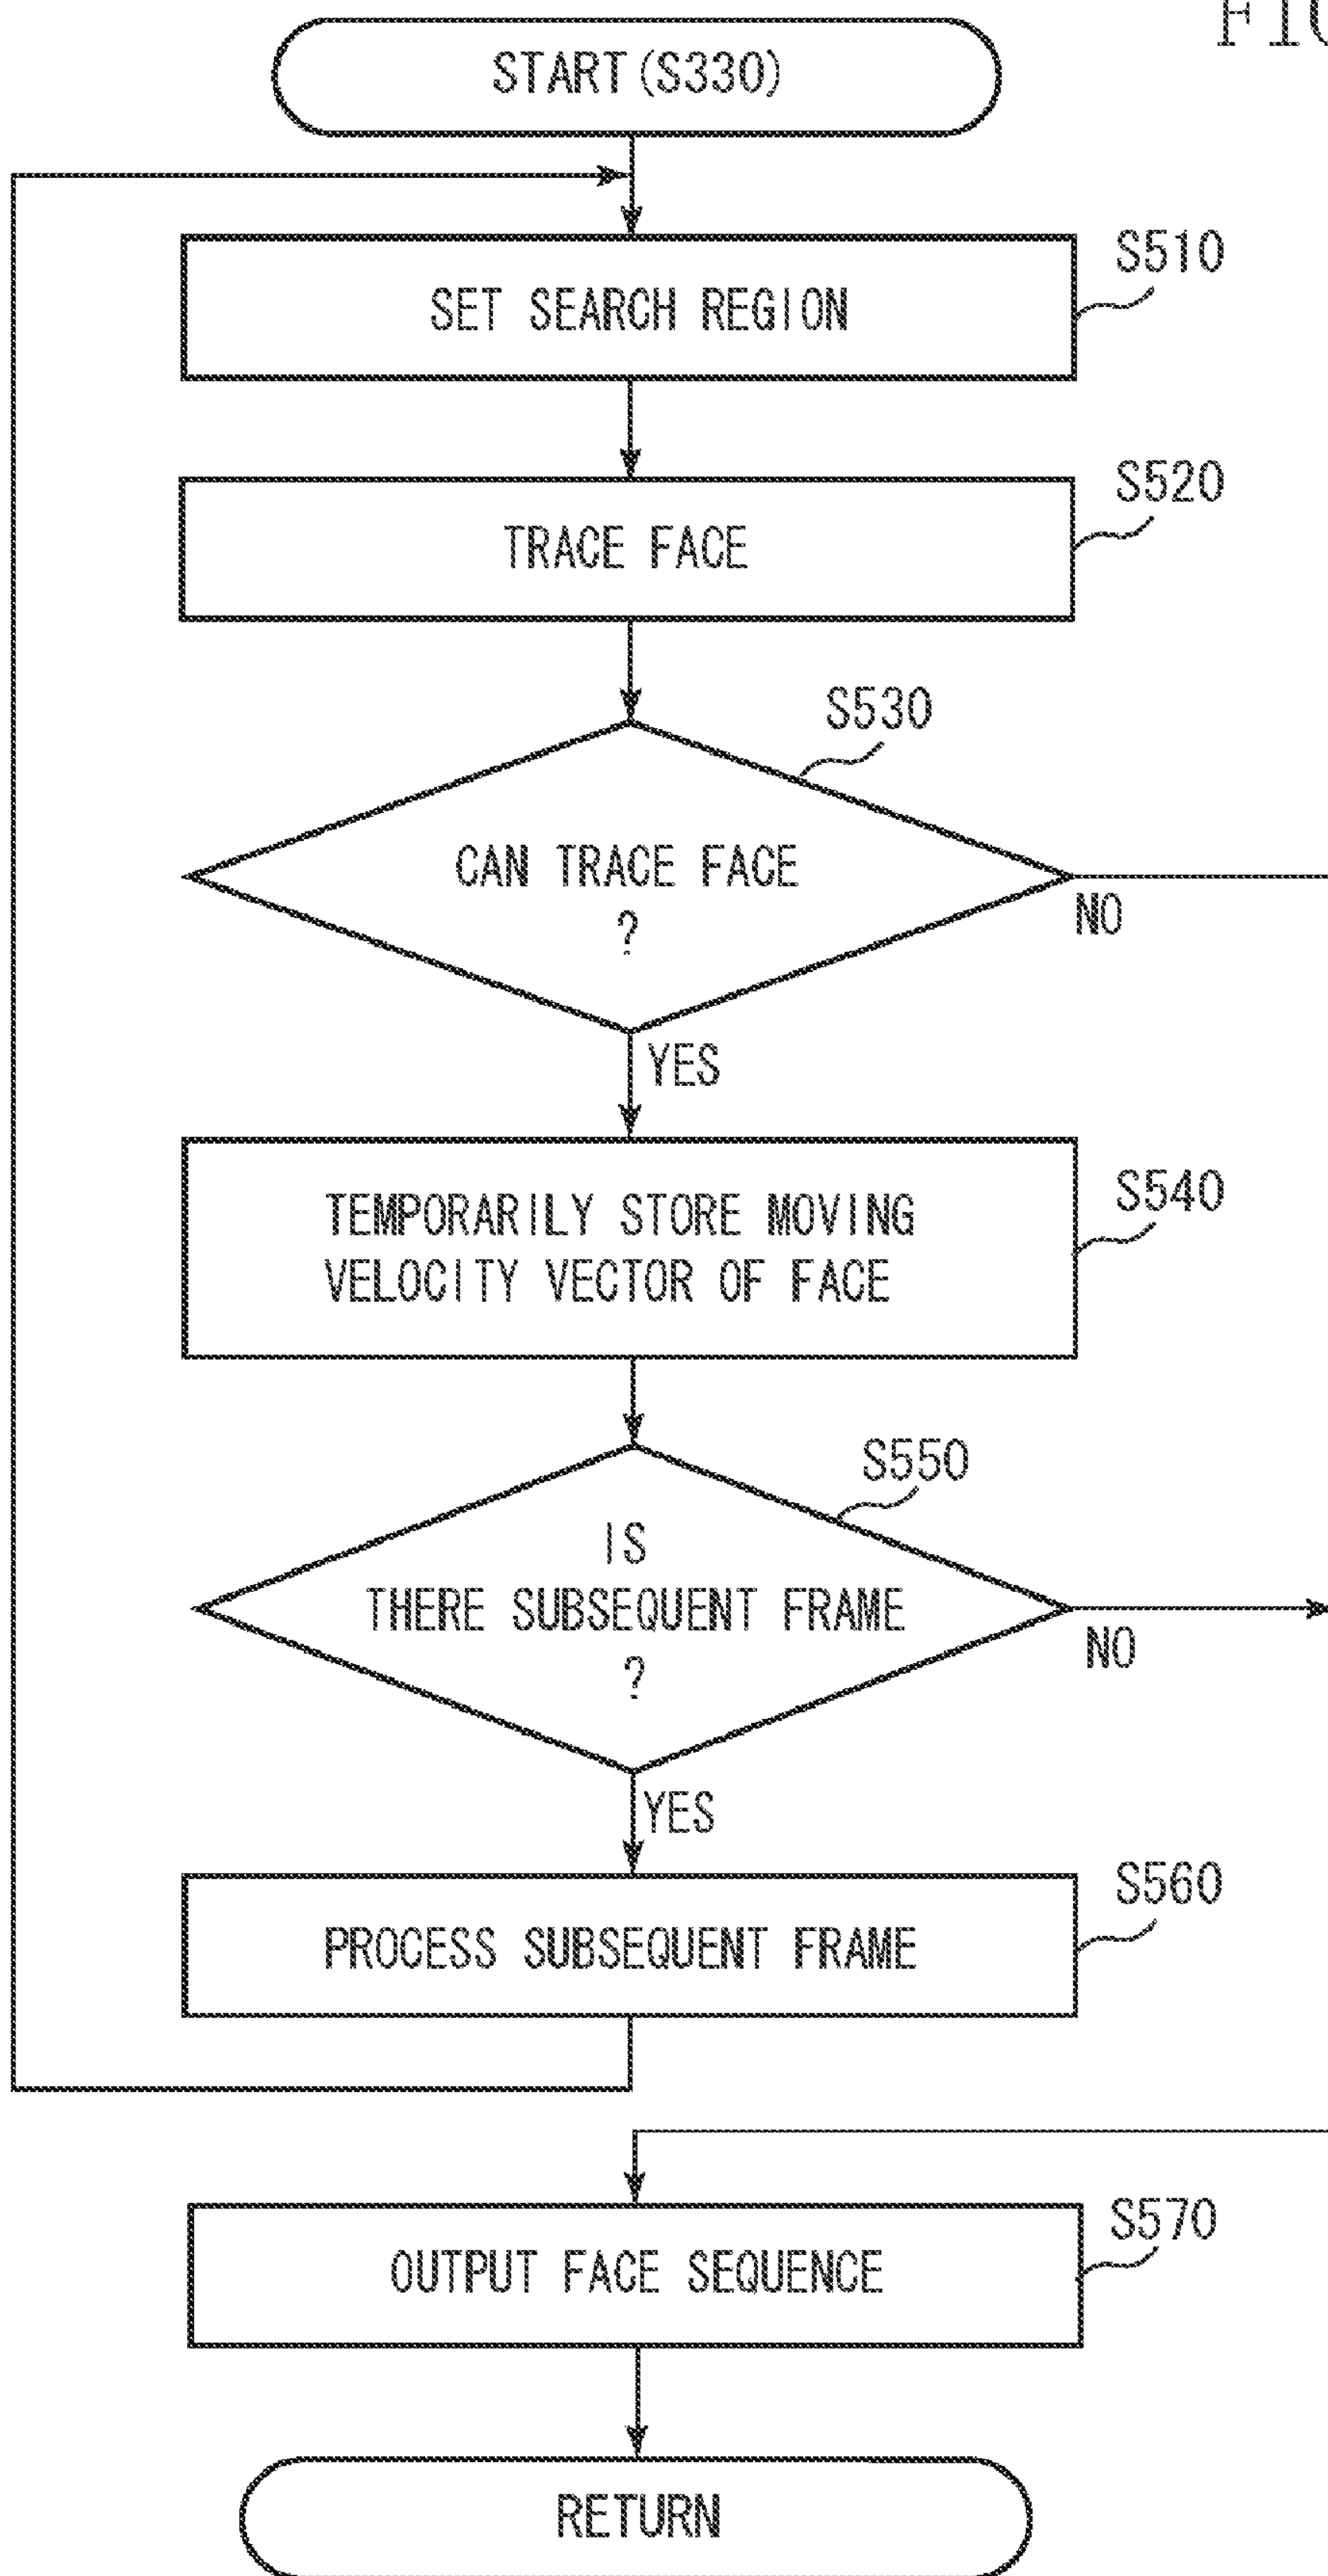 START(S330)
S510
SET SEARCH REGION
S520
TRACE FACE
S530
CAN TRACE FACE
?
NO
YES
S540
TEMPORARILY STORE MOVING
VELOCITY VECTOR OF FACE
S550
IS
THERE SUBSEQUENT FRAME
?
NO
YES
S560
PROCESS SUBSEQUENT FRAME
S570
OUTPUT FACE SEQUENCE
RETURN